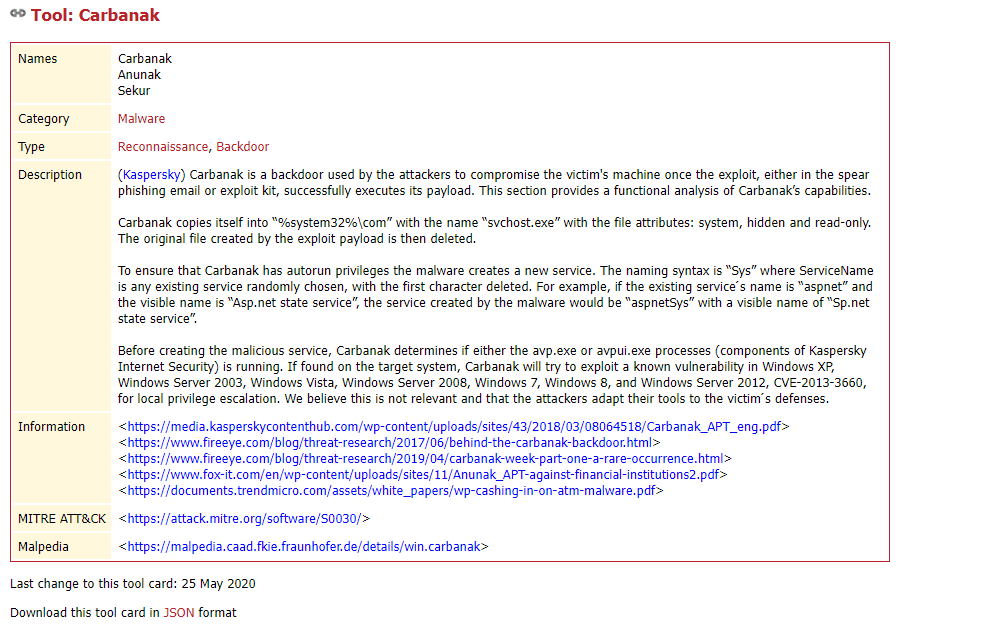 Tool: Carbanak
Names
Carbanak
Anunak
Sekur
Category
Malware
Type
Reconnaissance, Backdoor
Description
(Kaspersky) Carbanak is a backdoor used by the attackers to compromise the victim's machine once the exploit, either in the spear
phishing email or exploit kit, successfully executes its payload. This section provides a functional analysis of Carbanak’s capabilities.
Carbanak copies itself into “%system32%\com” with the name “svchost.exe” with the file attributes: system, hidden and read-only.
The original file created by the exploit payload is then deleted.
To ensure that Carbanak has autorun privileges the malware creates a new service. The naming syntax is “Sys” where ServiceName
is any existing service randomly chosen, with the first character deleted. For example, if the existing service´s name is “aspnet” and
the visible name is “Asp.net state service”, the service created by the malware would be “aspnetSys” with a visible name of “Sp.net
state service”.
Before creating the malicious service, Carbanak determines if either the avp.exe or avpui.exe processes (components of Kaspersky
Internet Security) is running. If found on the target system, Carbanak will try to exploit a known vulnerability in Windows XP,
Windows Server 2003, Windows Vista, Windows Server 2008, Windows 7, Windows 8, and Windows Server 2012, CVE-2013-3660,
for local privilege escalation. We believe this is not relevant and that the attackers adapt their tools to the victim´s defenses.
Information
<https://media.kasperskycontenthub.com/wp-content/uploads/sites/43/2018/03/08064518/Carbanak_APT_eng.pdf>
<https://www.fireeye.com/blog/threat-research/2017/06/behind-the-carbanak-backdoor.html>
<https://www.fireeye.com/blog/threat-research/2019/04/carbanak-week-part-one-a-rare-occurrence.html>
<https://www.fox-it.com/en/wp-content/uploads/sites/11/Anunak_APT-against-financial-institutions2.pdf>
<https://documents.trendmicro.com/assets/white_papers/wp-cashing-in-on-atm-malware.pdf>
MITRE ATT&CK
<https://attack.mitre.org/software/S0030/>
Malpedia
<https://malpedia.caad.fkie.fraunhofer.de/details/win.carbanak>
Last change to this tool card: 25 May 2020
Download this tool card in JSON format